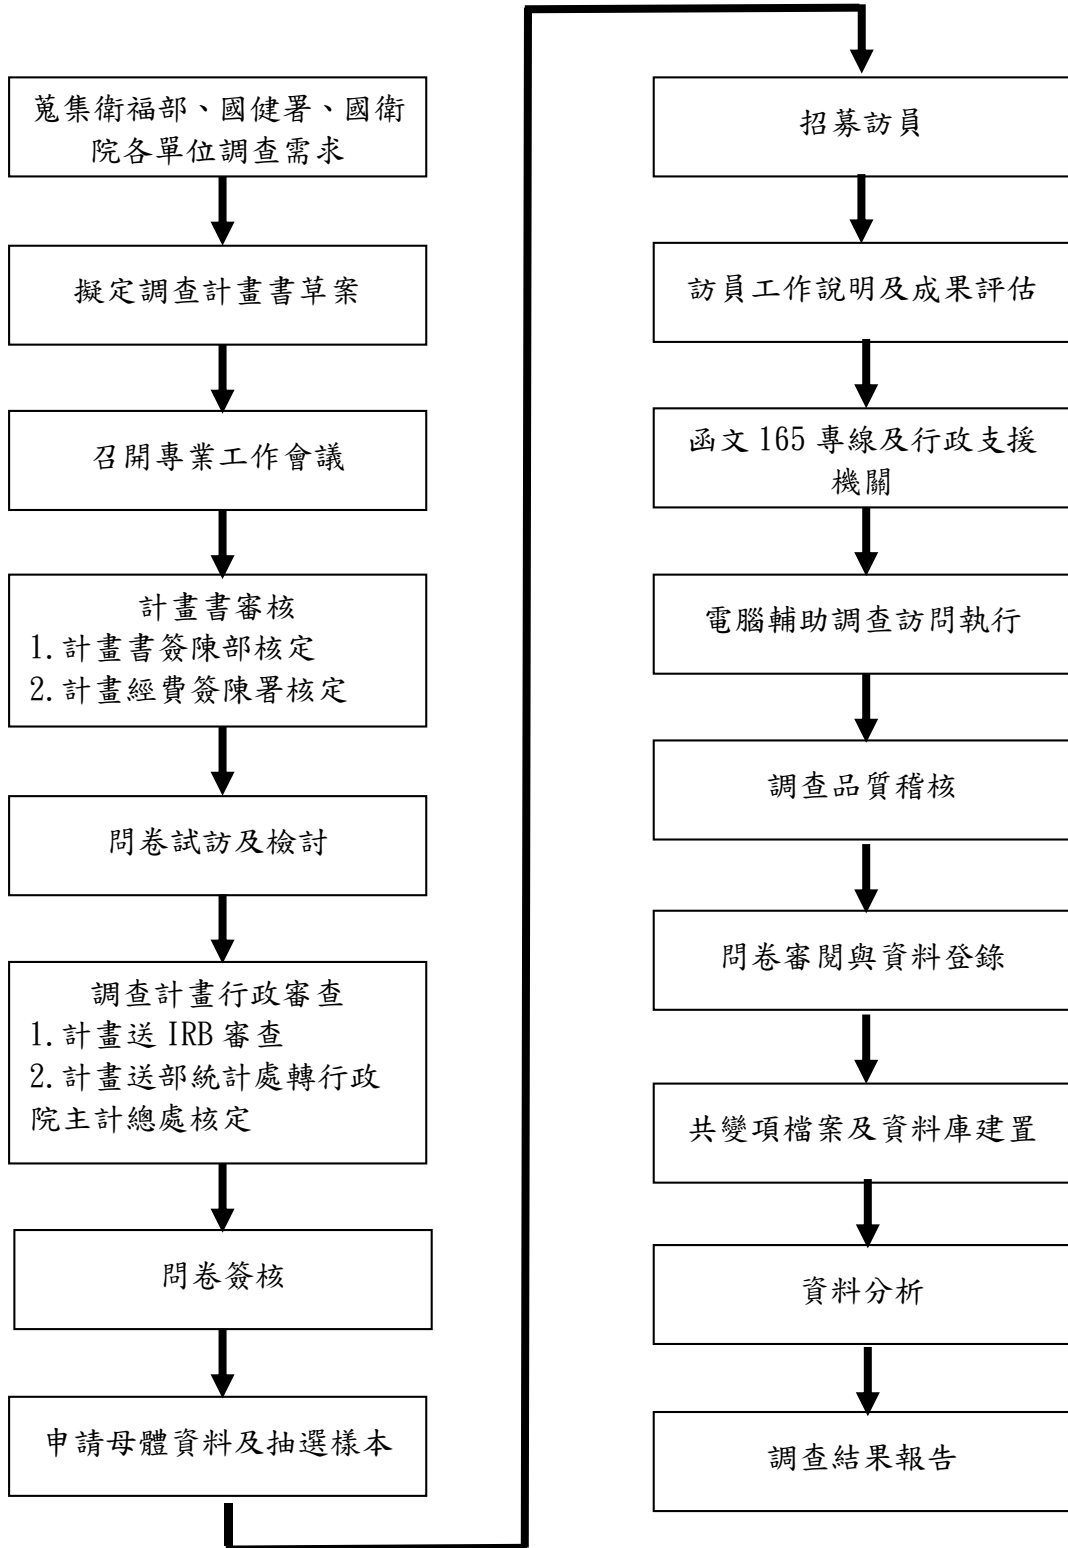 蒐集衛福部、國健署、國衛
院各單位調查需求
擬定調查計畫書草案
召開專業工作會議
計畫書審核
1.計畫書簽陳部核定
2.計畫經費簽陳署核定
問卷試訪及檢討
調查計畫行政審查
1.計畫送 IRB 審查
2.計畫送部統計處轉行政
院主計總處核定
問卷簽核
申請母體資料及抽選樣本
招募訪員
訪員工作說明及成果評估
函文 165 專線及行政支援
機關
電腦輔助調查訪問執行
調查品質稽核
問卷審閱與資料登錄
共變項檔案及資料庫建置
資料分析
調查結果報告